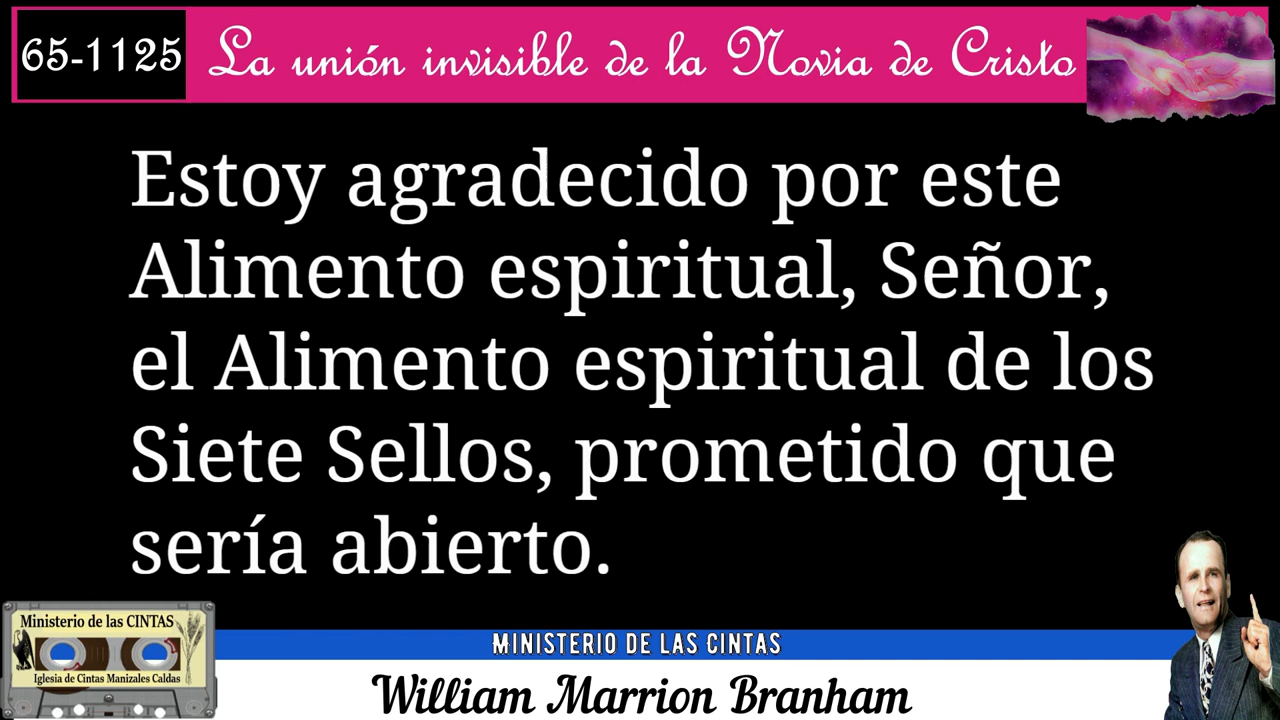 65-1125 La unión invisible de la Novia de Cristo
Estoy agradecido por este
Alimento espiritual, Señor,
el Alimento espiritual de los
Siete Sellos, prometido que
sería abierto.
Ministerio de las CINTAS
Iglesia de Cintas Manizales Caldas
MINISTERIO DE LAS CINTAS
William Marrion Branham